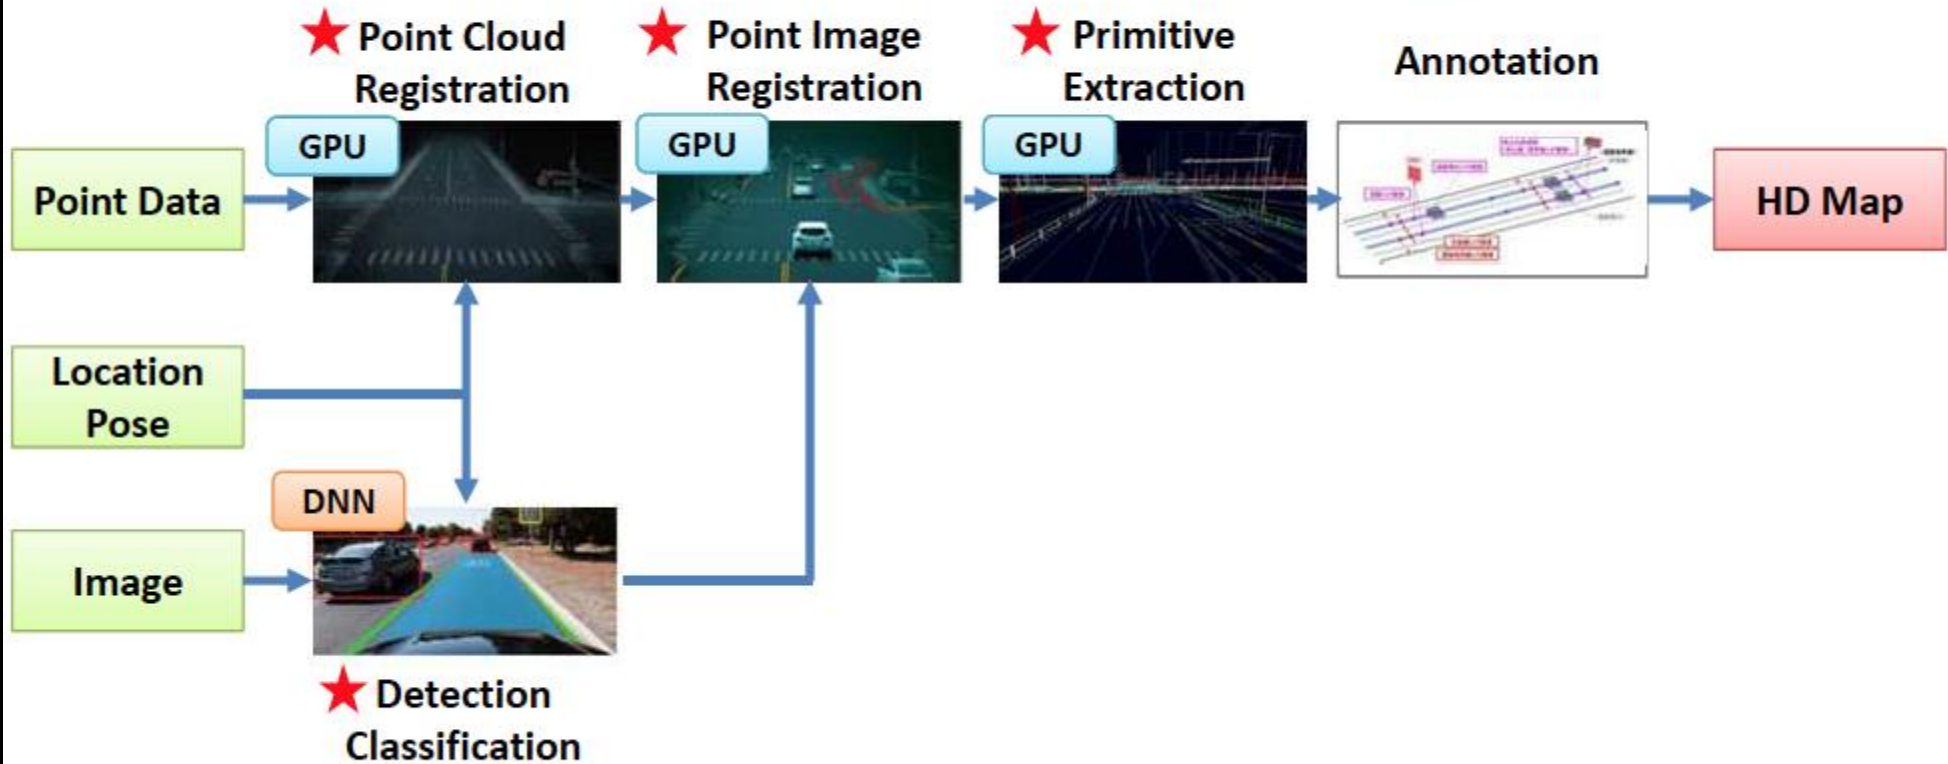 Point Cloud
Registration
Point Image
Registration
Primitive
Extraction
Annotation
GPU
GPU
GPU
Point Data
HD Map
Location
Pose
DNN
Image
Detection
Classification